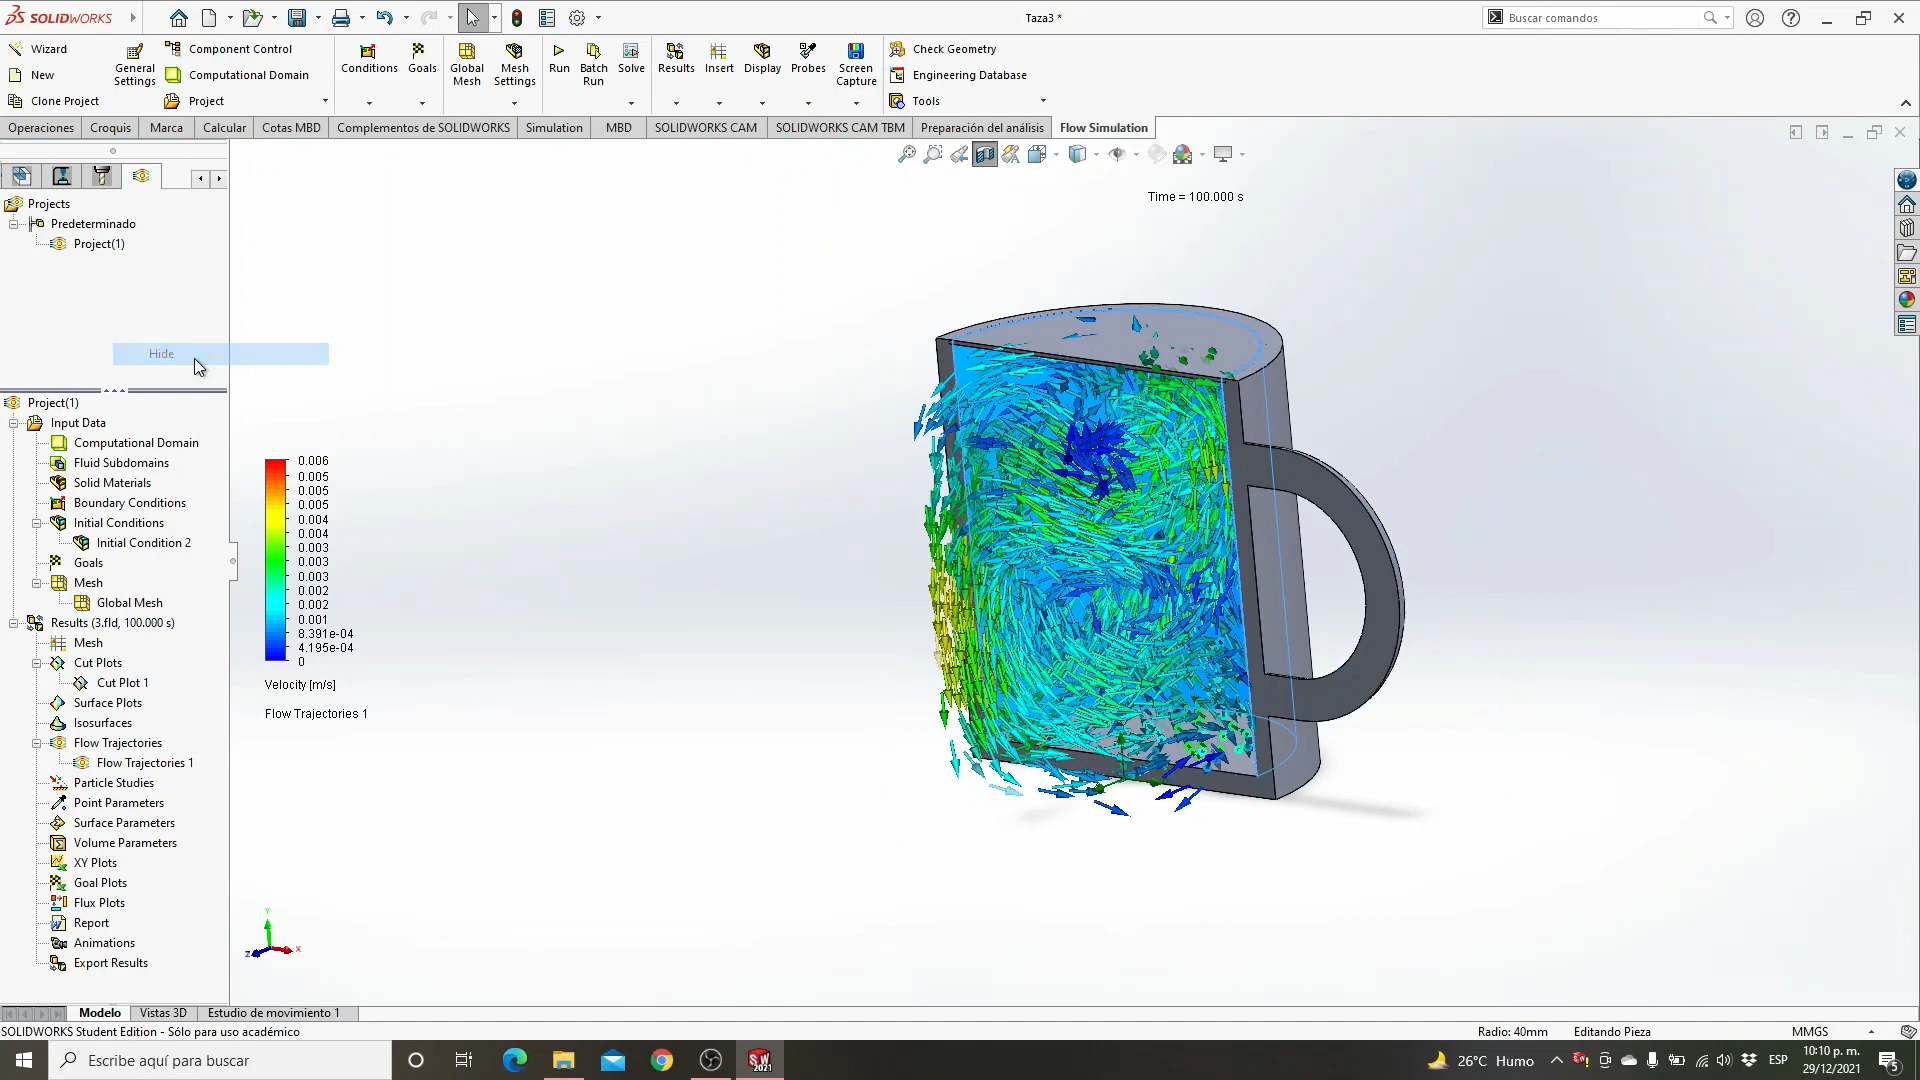 SOLIDWORKS
Taza3 *
Buscar comandos
Wizard
New
Clone Project
General Settings
Component Control
Computational Domain
Project
Conditions
Goals
Global Mesh
Mesh Settings
Run
Batch Run
Solve
Results
Insert
Display
Probes
Screen Capture
Check Geometry
Engineering Database
Tools
Operaciones
Croquis
Marca
Calcular
Cotas MBD
Complementos de SOLIDWORKS
Simulation
MBD
SOLIDWORKS CAM
SOLIDWORKS CAM TBM
Preparación del análisis
Flow Simulation
Projects
Predeterminado
Project(1)
Hide
Project(1)
Input Data
Computational Domain
Fluid Subdomains
Solid Materials
Boundary Conditions
Initial Conditions
Initial Condition 2
Goals
Mesh
Global Mesh
Results (3.fld, 100.000 s)
Mesh
Cut Plots
Cut Plot 1
Surface Plots
Isosurfaces
Flow Trajectories
Flow Trajectories 1
Particle Studies
Point Parameters
Surface Parameters
Volume Parameters
XY Plots
Goal Plots
Flux Plots
Report
Animations
Export Results
Time = 100.000 s
0.006
0.005
0.005
0.005
0.004
0.004
0.003
0.003
0.003
0.002
0.002
0.001
8.391e-04
4.195e-04
0
Velocity [m/s]
Flow Trajectories 1
Y
Z
X
Modelo
Vistas 3D
Estudio de movimiento 1
SOLIDWORKS Student Edition - Sólo para uso académico
Radio: 40mm
Editando Pieza
MMGS
Escribe aquí para buscar
SW 2021
26°C Humo
ESP
10:10 p. m.
29/12/2021
5